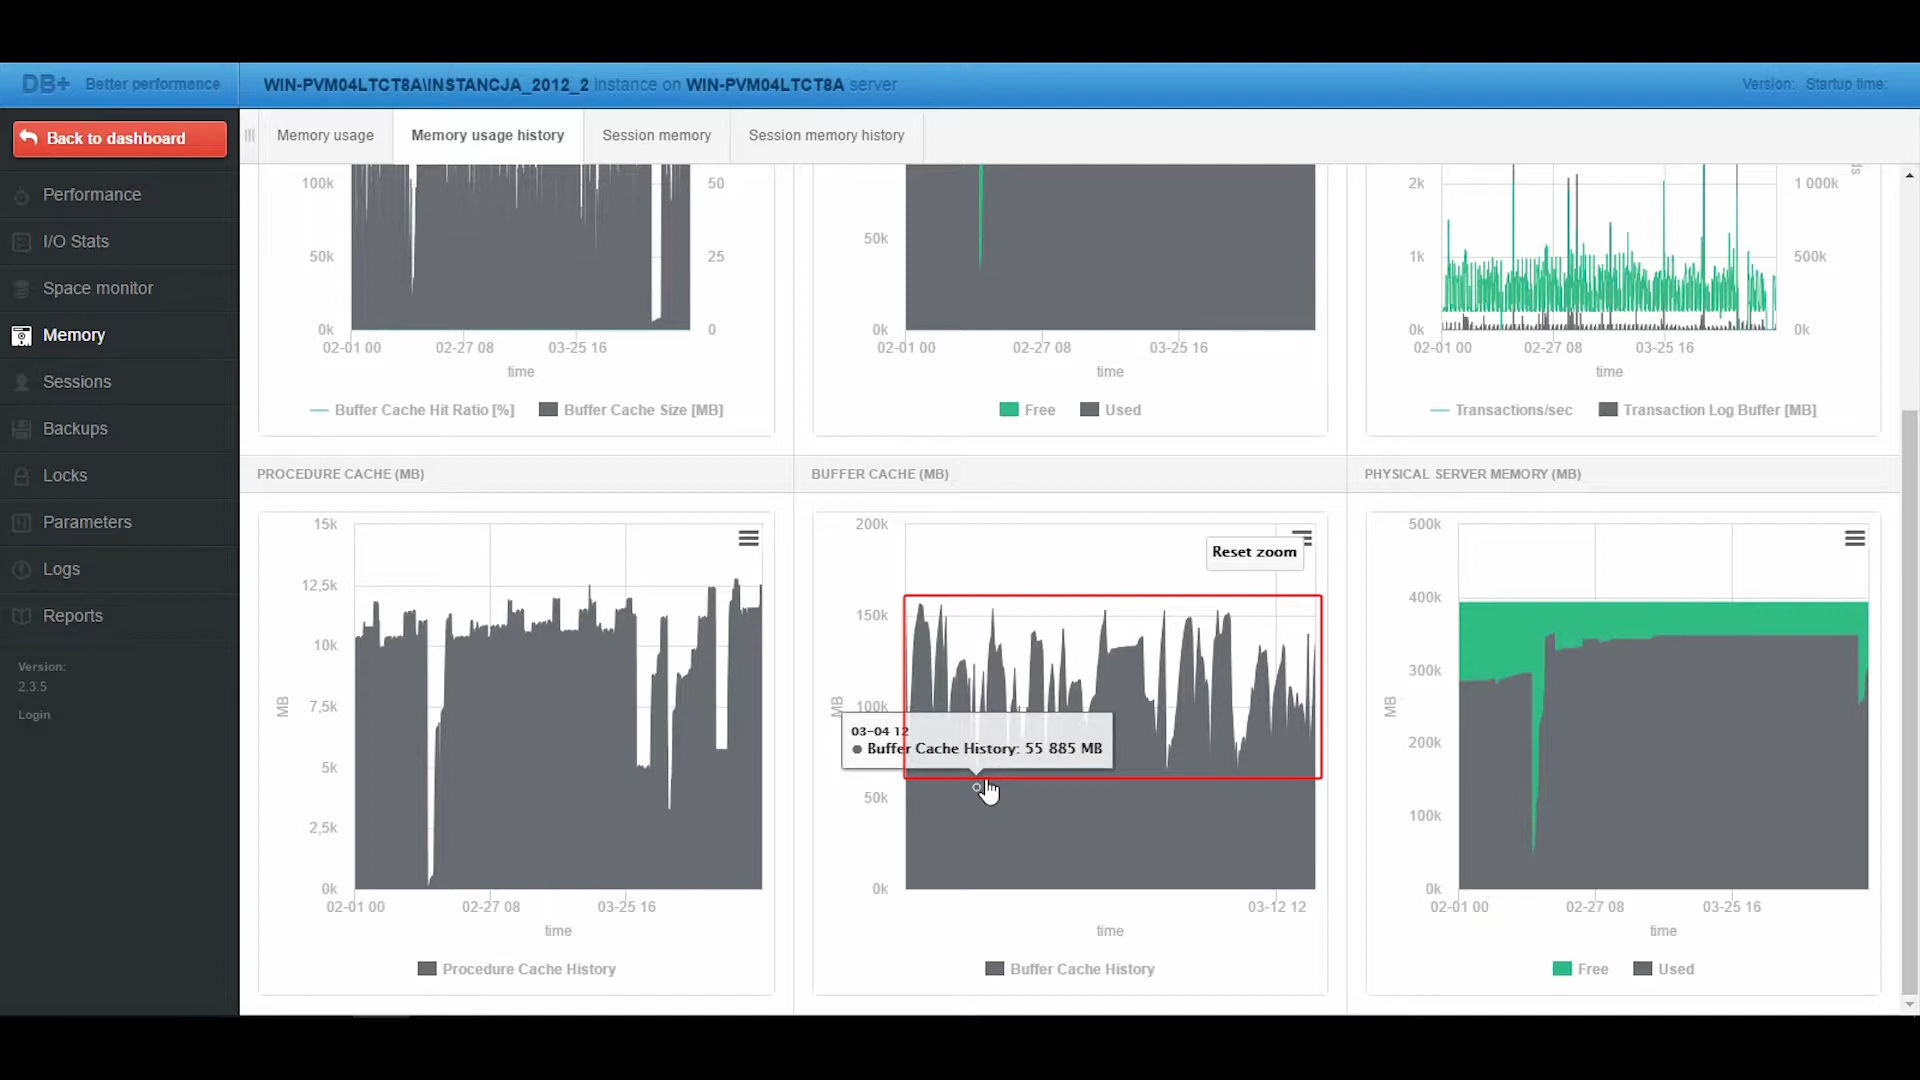 DB+ Better performance
WIN-PVM04LTCT8A\\INSTANCJA_2012_2 instance on WIN-PVM04LTCT8A server
Version: Startup time:
Back to dashboard
Performance
I/O Stats
Space monitor
Memory
Sessions
Backups
Locks
Parameters
Logs
Reports
Version:
2.3.5
Login
Memory usage
Memory usage history
Session memory
Session memory history
100k
50k
0k
50
25
0
02-01 00
02-27 08
03-25 16
time
Buffer Cache Hit Ratio [%]
Buffer Cache Size [MB]
50k
0k
02-01 00
02-27 08
03-25 16
time
Free
Used
2k
1k
0k
1 000k
500k
0k
02-01 00
02-27 08
03-25 16
time
Transactions/sec
Transaction Log Buffer [MB]
PROCEDURE CACHE (MB)
15k
12,5k
10k
7,5k
5k
2,5k
0k
MB
02-01 00
02-27 08
03-25 16
time
Procedure Cache History
BUFFER CACHE (MB)
200k
150k
100k
50k
0k
MB
Reset zoom
03-04 12
Buffer Cache History: 55 885 MB
03-12 12
time
Buffer Cache History
PHYSICAL SERVER MEMORY (MB)
500k
400k
300k
200k
100k
0k
MB
02-01 00
02-27 08
03-25 16
time
Free
Used